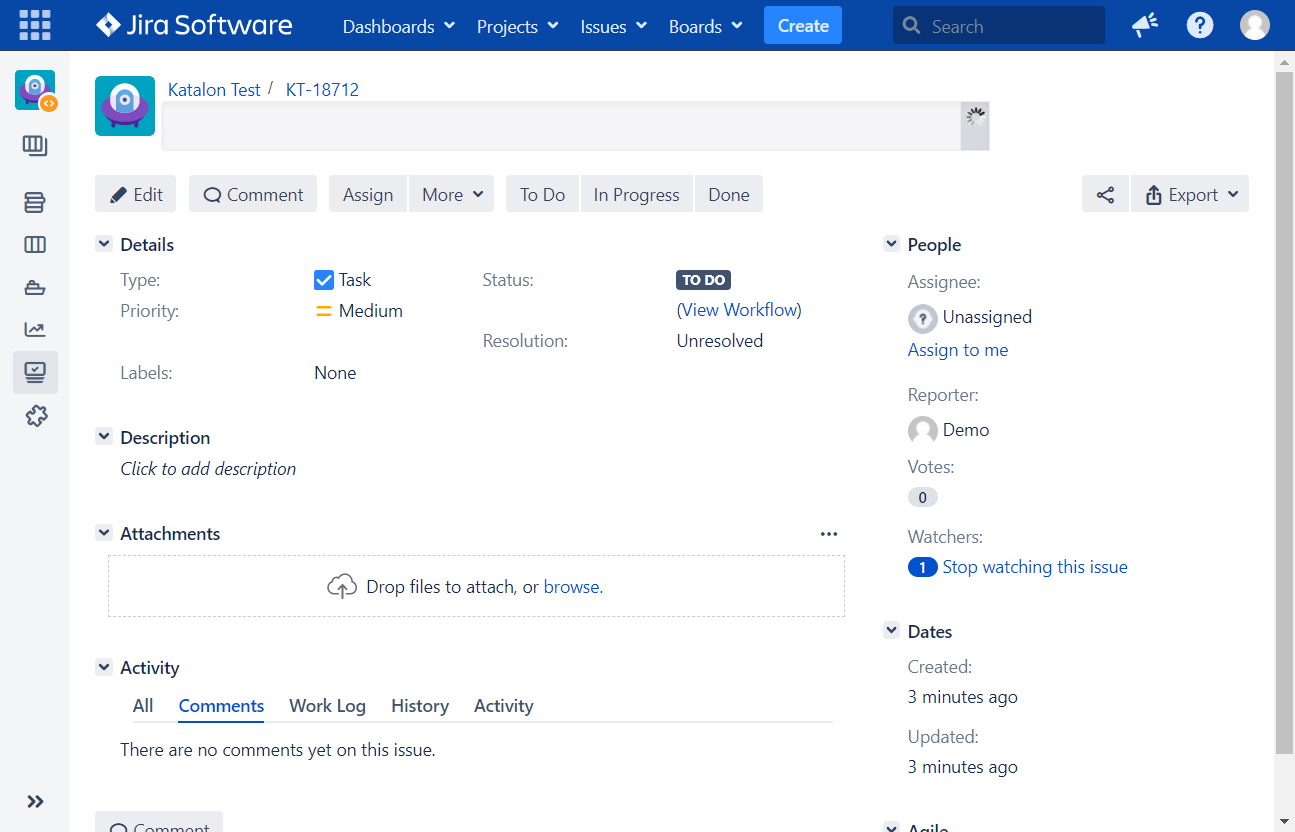 Jira Software Dashboards Projects Issues Boards Create Search
Katalon Test / KT-18712
Edit Comment Assign More To Do In Progress Done Export
Details
Type: Task Status: TO DO
Priority: Medium (View Workflow)
Resolution: Unresolved
Labels: None
Description
Click to add description
Attachments
Drop files to attach, or browse.
Activity
All Comments Work Log History Activity
There are no comments yet on this issue.
Comment
People
Assignee:
Unassigned
Assign to me
Reporter:
Demo
Votes:
0
Watchers:
1 Stop watching this issue
Dates
Created:
3 minutes ago
Updated:
3 minutes ago
Agile